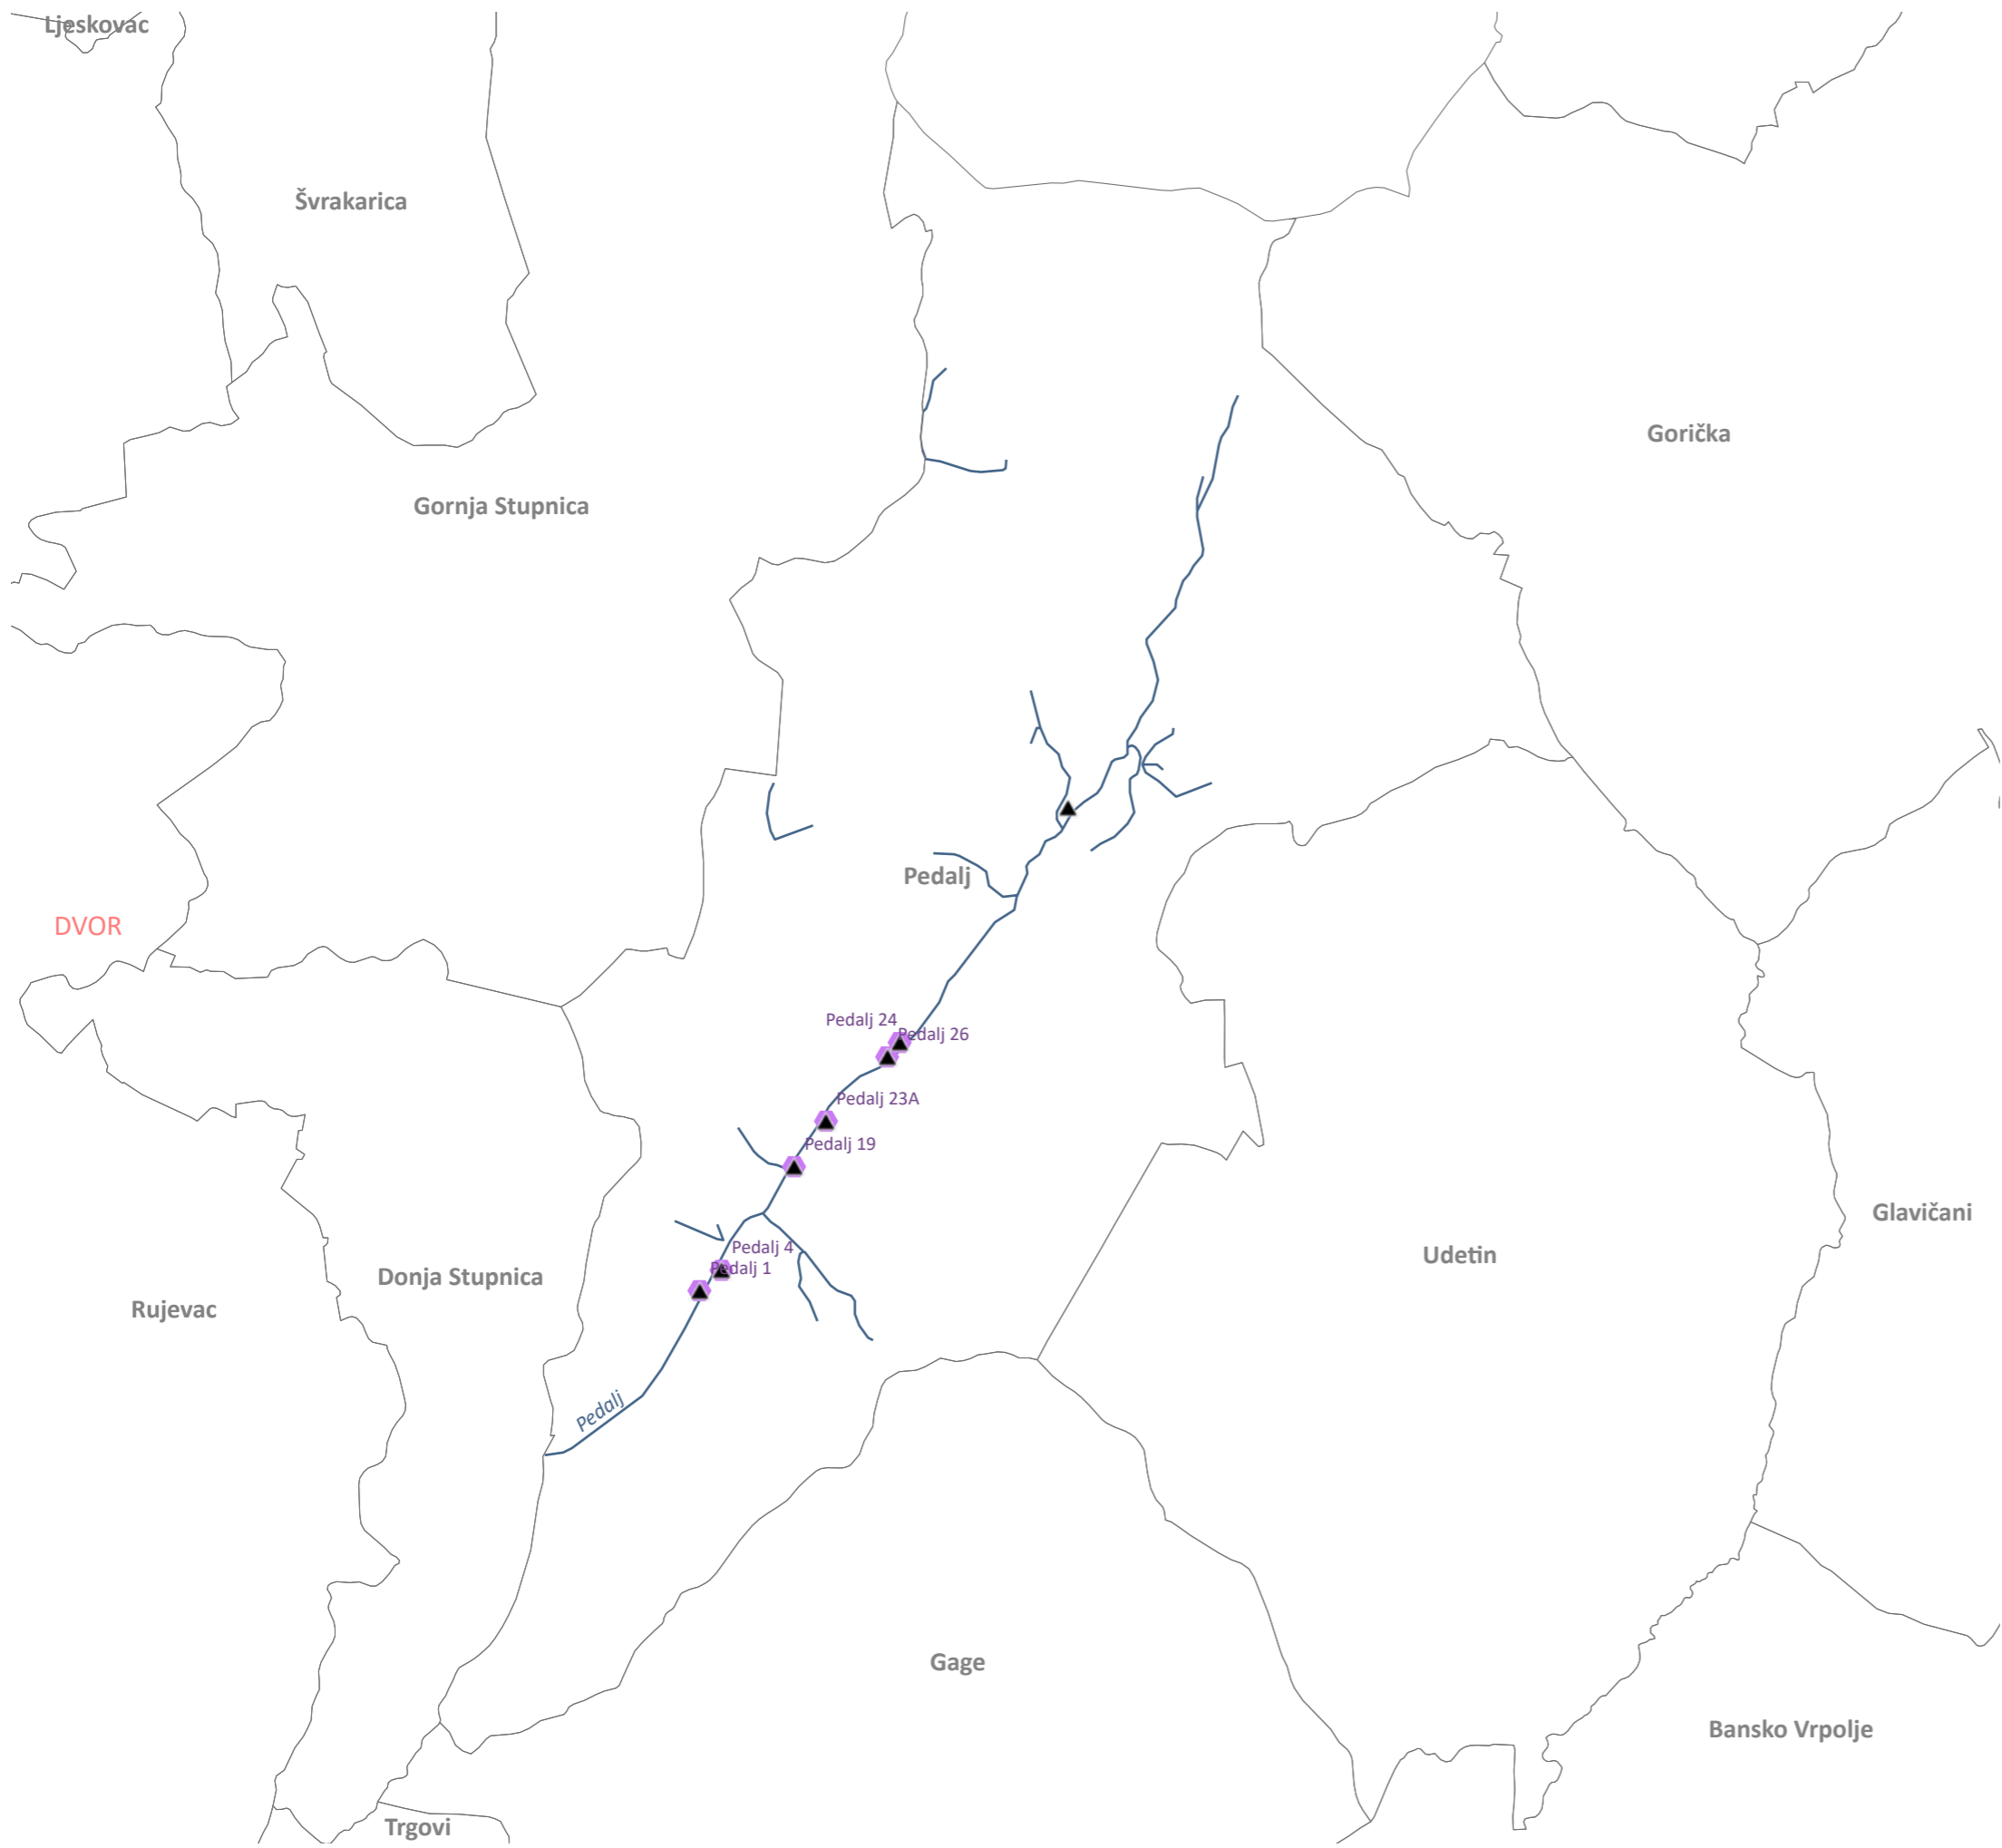 Ljeskovac
Švrakarica
Gorička
Gornja Stupnica
Pedalj
DVOR
Pedalj 24
Pedalj 26
Pedalj 23A
Pedalj 19
Glavičani
Pedalj 4
Udetin
Pedalj 1
Donja Stupnica
Rujevac
Pedalj
Gage
Bansko Vrpolje
Trgovi